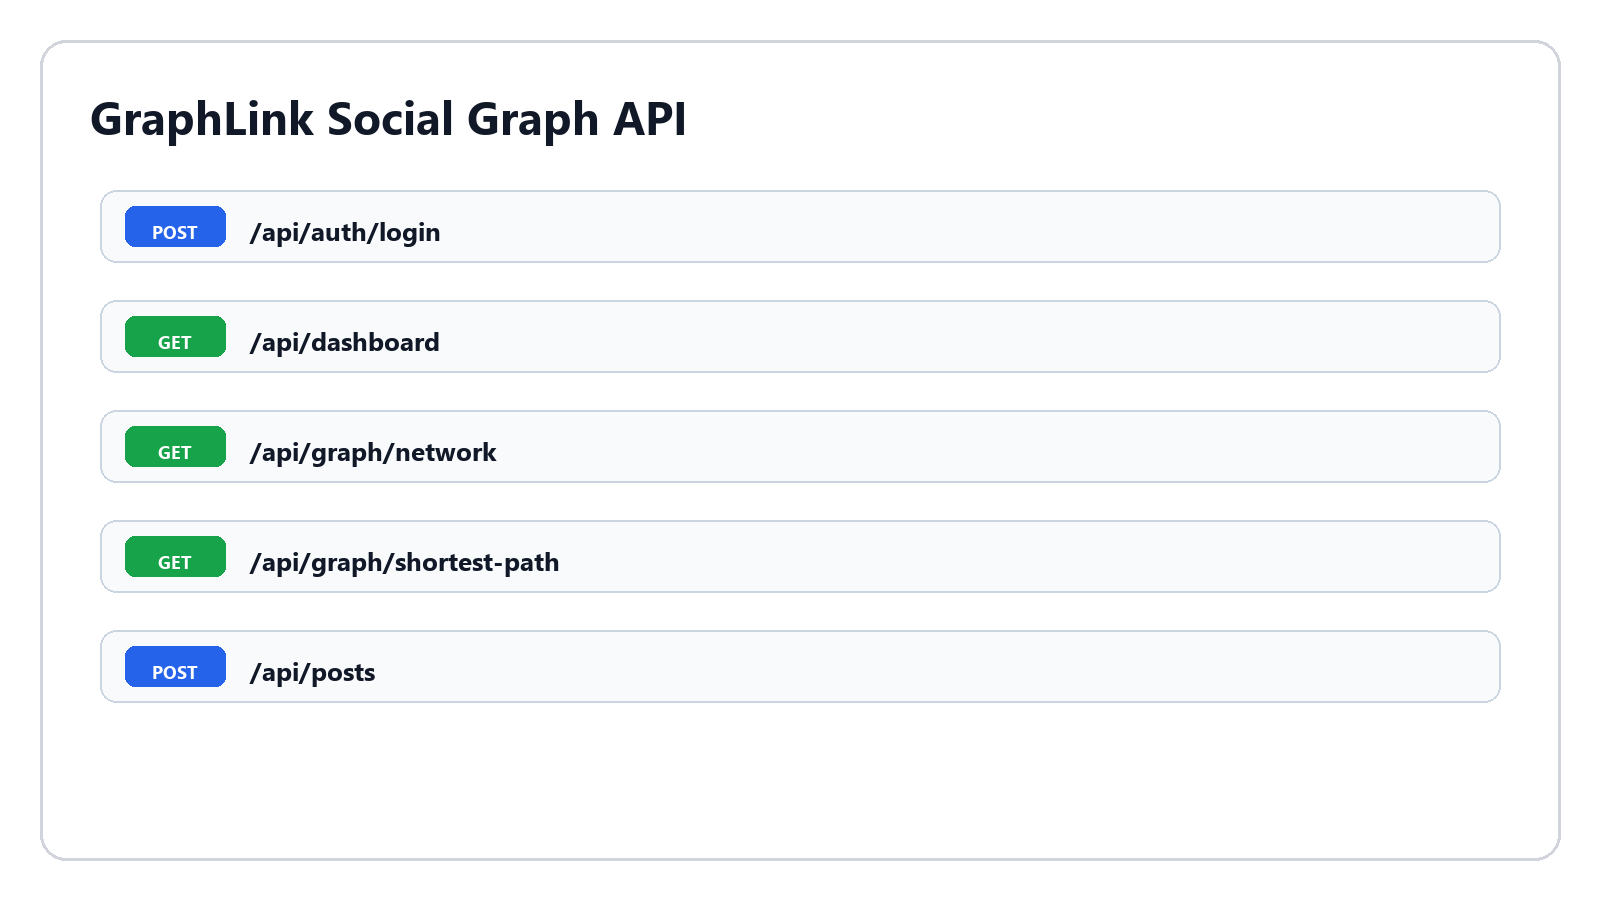 GraphLink Social Graph API
POST /api/auth/login
GET /api/dashboard
GET /api/graph/network
GET /api/graph/shortest-path
POST /api/posts